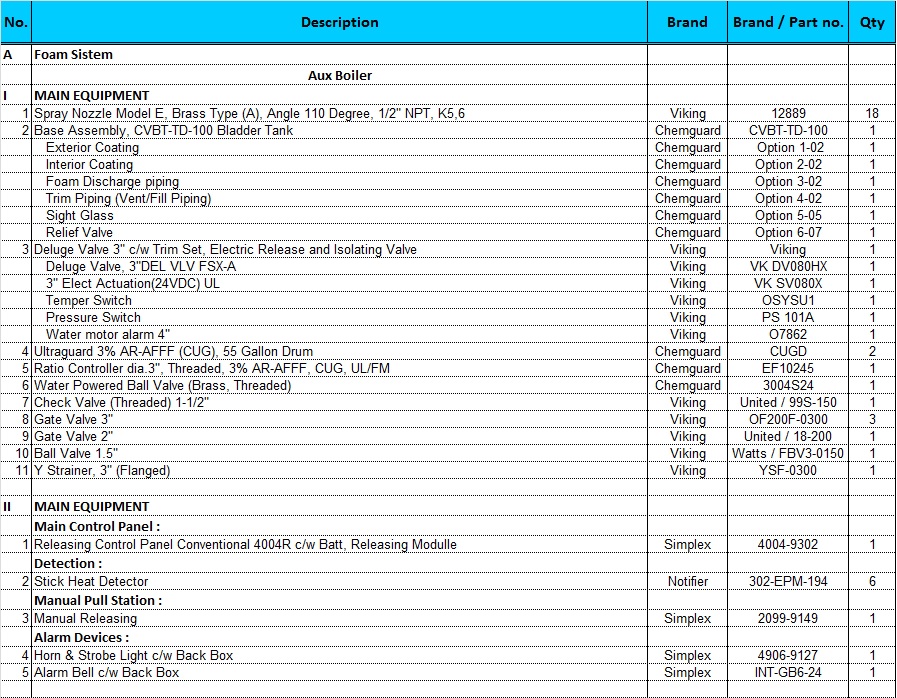 No. Description Brand Brand / Part no. Qty
A Foam Sistem
Aux Boiler
I MAIN EQUIPMENT
1 Spray Nozzle Model E, Brass Type (A), Angle 110 Degree, 1/2" NPT, K5,6 Viking 12889 18
2 Base Assembly, CVBT-TD-100 Bladder Tank Chemguard CVBT-TD-100 1
Exterior Coating Chemguard Option 1-02 1
Interior Coating Chemguard Option 2-02 1
Foam Discharge piping Chemguard Option 3-02 1
Trim Piping (Vent/Fill Piping) Chemguard Option 4-02 1
Sight Glass Chemguard Option 5-05 1
Relief Valve Chemguard Option 6-07 1
3 Deluge Valve 3" c/w Trim Set, Electric Release and Isolating Valve Viking Viking 1
Deluge Valve, 3"DEL VLV FSX-A Viking VK DV080HX 1
3" Elect Actuation(24VDC) UL Viking VK SV080X 1
Temper Switch Viking OSYSU1 1
Pressure Switch Viking PS 101A 1
Water motor alarm 4" Viking O7862 1
4 Ultraguard 3% AR-AFFF (CUG), 55 Gallon Drum Chemguard CUGD 2
5 Ratio Controller dia.3", Threaded, 3% AR-AFFF, CUG, UL/FM Chemguard EF10245 1
6 Water Powered Ball Valve (Brass, Threaded) Chemguard 3004S24 1
7 Check Valve (Threaded) 1-1/2" Viking United / 99S-150 1
8 Gate Valve 3" Viking OF200F-0300 3
9 Gate Valve 2" Viking United / 18-200 1
10 Ball Valve 1.5" Viking Watts / FBV3-0150 1
11 Y Strainer, 3" (Flanged) Viking YSF-0300 1
II MAIN EQUIPMENT
Main Control Panel :
1 Releasing Control Panel Conventional 4004R c/w Batt, Releasing Modulle Simplex 4004-9302 1
Detection :
2 Stick Heat Detector Notifier 302-EPM-194 6
Manual Pull Station :
3 Manual Releasing Simplex 2099-9149 1
Alarm Devices :
4 Horn & Strobe Light c/w Back Box Simplex 4906-9127 1
5 Alarm Bell c/w Back Box Simplex INT-GB6-24 1